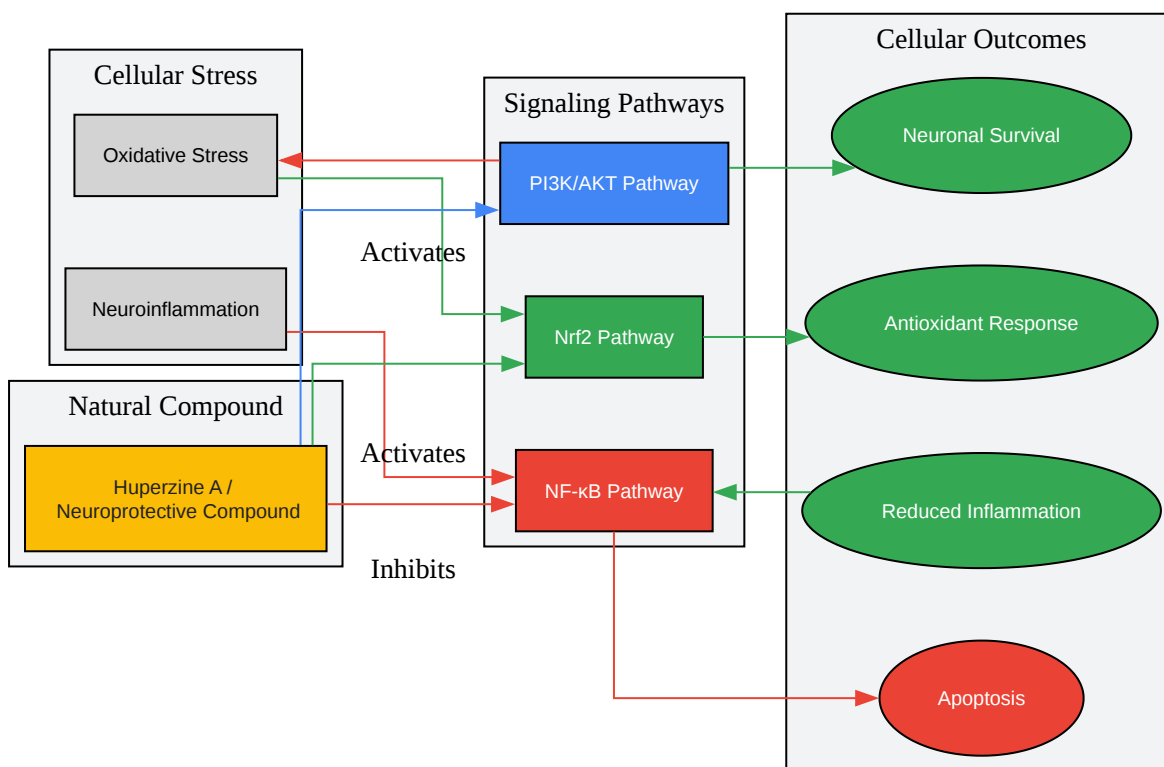 Cellular Stress
Oxidative Stress
Neuroinflammation
Natural Compound
Huperzine A /
Neuroprotective Compound
Activates
Activates
Inhibits
Signaling Pathways
PI3K/AKT Pathway
Nrf2 Pathway
NF-κB Pathway
Cellular Outcomes
Neuronal Survival
Antioxidant Response
Reduced Inflammation
Apoptosis